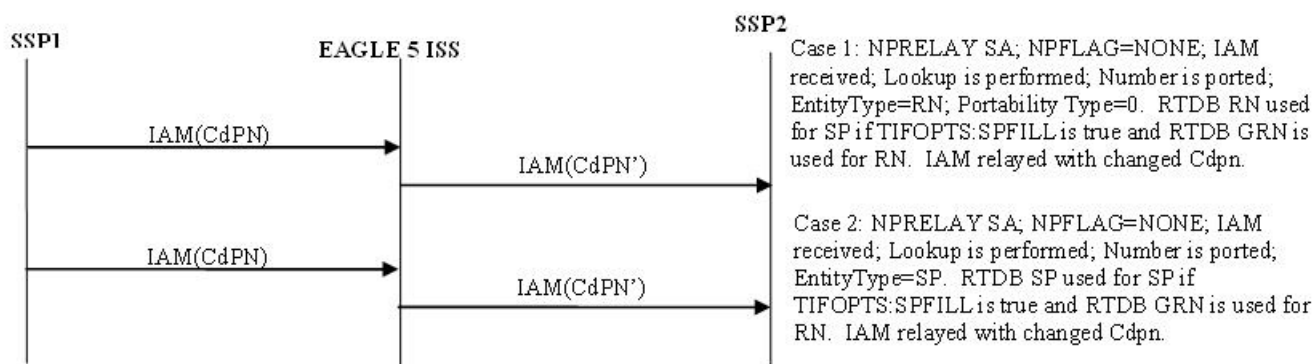 SSP1
EAGLE 5 ISS
SSP2
IAM(CdPN)
IAM(CdPN')
Case 1: NPRELAY SA; NPFLAG=NONE; IAM
received; Lookup is performed; Number is ported;
EntityType=RN; Portability Type=0. RTDB RN used
for SP if TIFOPTS:SPFILL is true and RTDB GRN is
used for RN. IAM relayed with changed Cdpn.
IAM(CdPN)
IAM(CdPN')
Case 2: NPRELAY SA; NPFLAG=NONE; IAM
received; Lookup is performed; Number is ported;
EntityType=SP. RTDB SP used for SP if
TIFOPTS:SPFILL is true and RTDB GRN is used for
RN. IAM relayed with changed Cdpn.